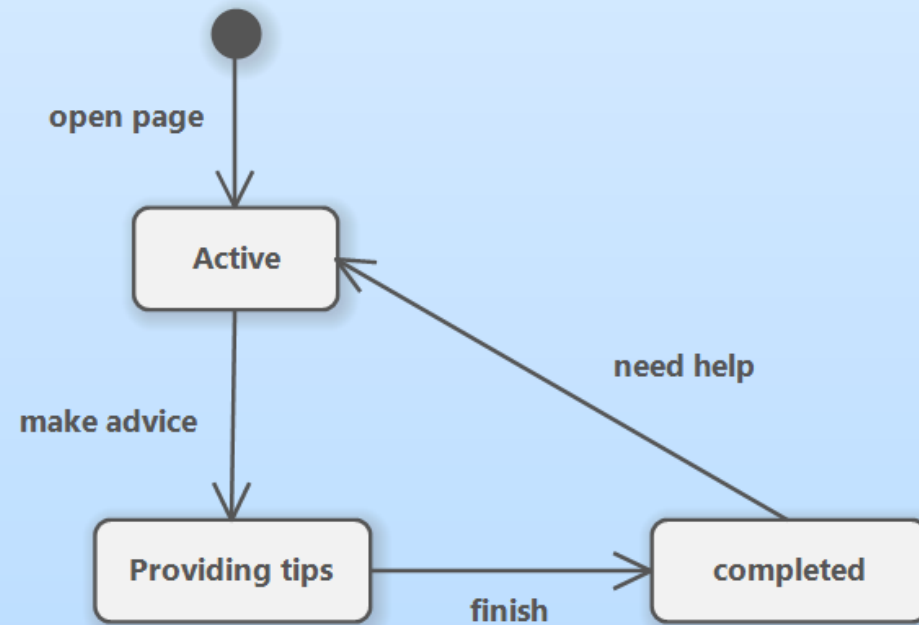 open page
Active
need help
make advice
Providing tips
completed
finish